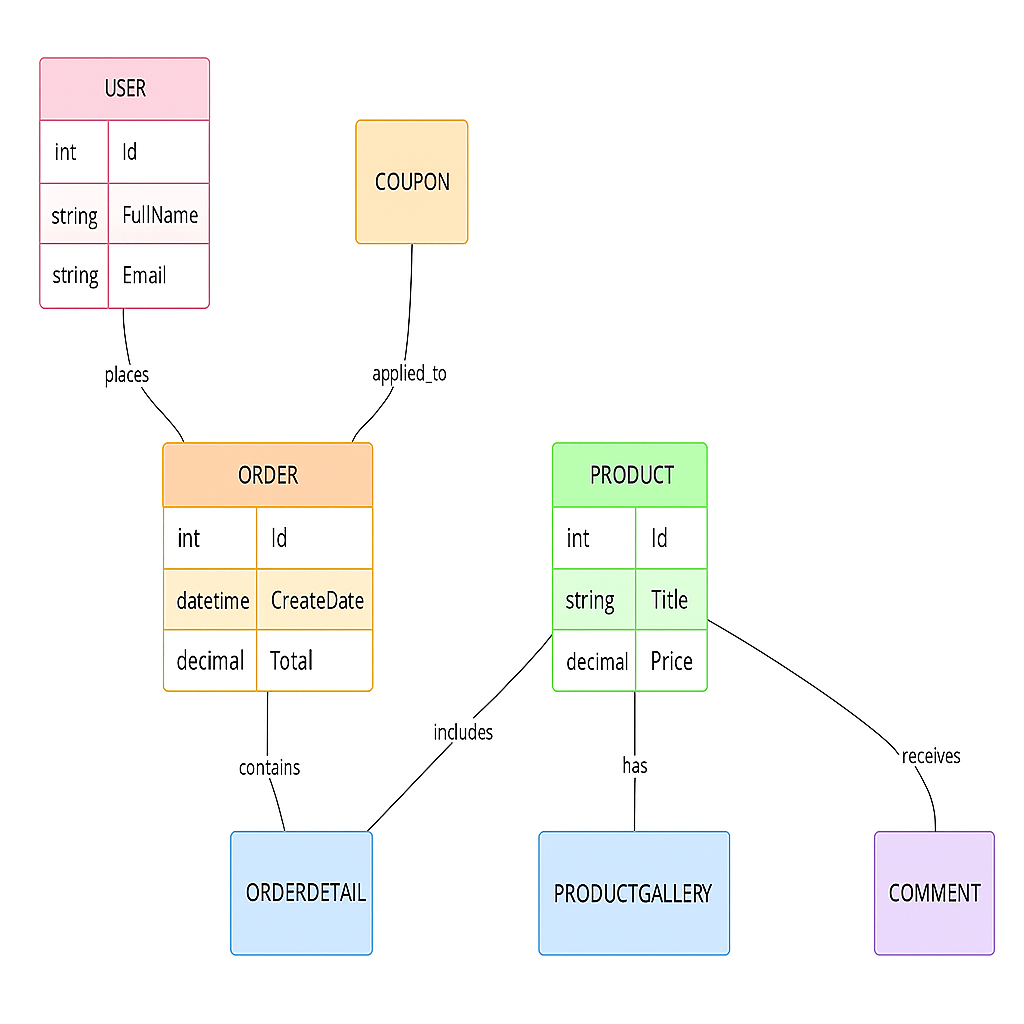 USER
int Id
string FullName
string Email
COUPON
places
applied_to
ORDER
int Id
datetime CreateDate
decimal Total
PRODUCT
int Id
string Title
decimal Price
contains
includes
has
receives
ORDERDETAIL
PRODUCTGALLERY
COMMENT